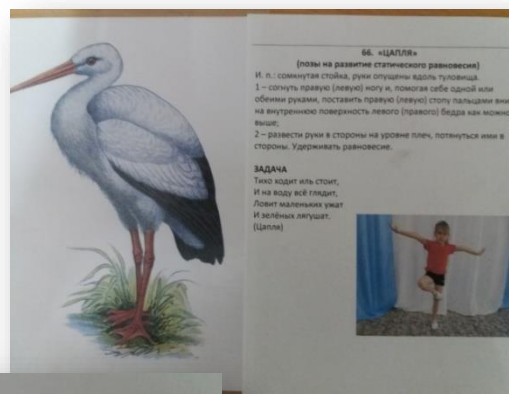 66. «ЦАПЛЯ»
(позы на развитие статического равновесия)
И. п.: сомкнутая стойка, руки опущены вдоль туловища.
1 – согнуть правую (левую) ногу и, помогая себе одной или
обеими руками, поставить правую (левую) стопу пальцами вни
на внутреннюю поверхность левого (правого) бедра как можно
выше;
2 – развести руки в стороны на уровне плеч, потянуться ими в
стороны. Удерживать равновесие.
ЗАДАЧА
Тихо ходит иль стоит,
И на воду всё глядит,
Ловит маленьких ужат
И зелёных лягушат.
(Цапля)